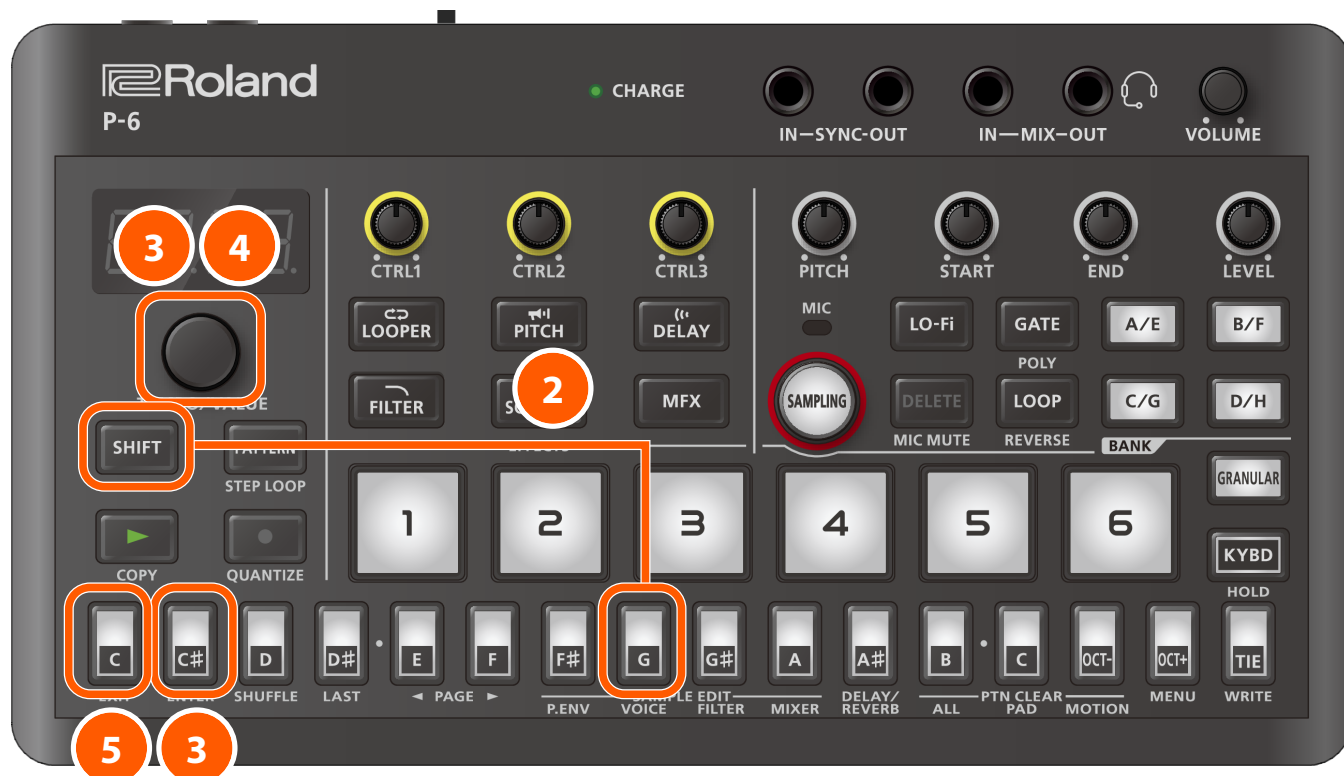 Roland
P-6
CHARGE
IN—SYNC-OUT
IN—MIX—OUT
VOLUME
3 4
CTRL1 CTRL2 CTRL3 PITCH START END LEVEL
MIC
LOOPER PITCH DELAY LO-Fi GATE A/E B/F
POLY
2
VALUE FILTER MFX SAMPLING DELETE LOOP C/G D/H
MIC MUTE REVERSE BANK
SHIFT
STEP LOOP
GRANULAR
1 2 3 4 5 6
COPY QUANTIZE
KYBD
HOLD
C C# D D# E F F# G G# A A# B C OCT- OCT+ TIE
SHUFFLE LAST ◄ PAGE ► P.ENV VOICE FILTER MIXER DELAY/ REVERB ALL PTN CLEAR PAD MOTION MENU WRITE
5 3